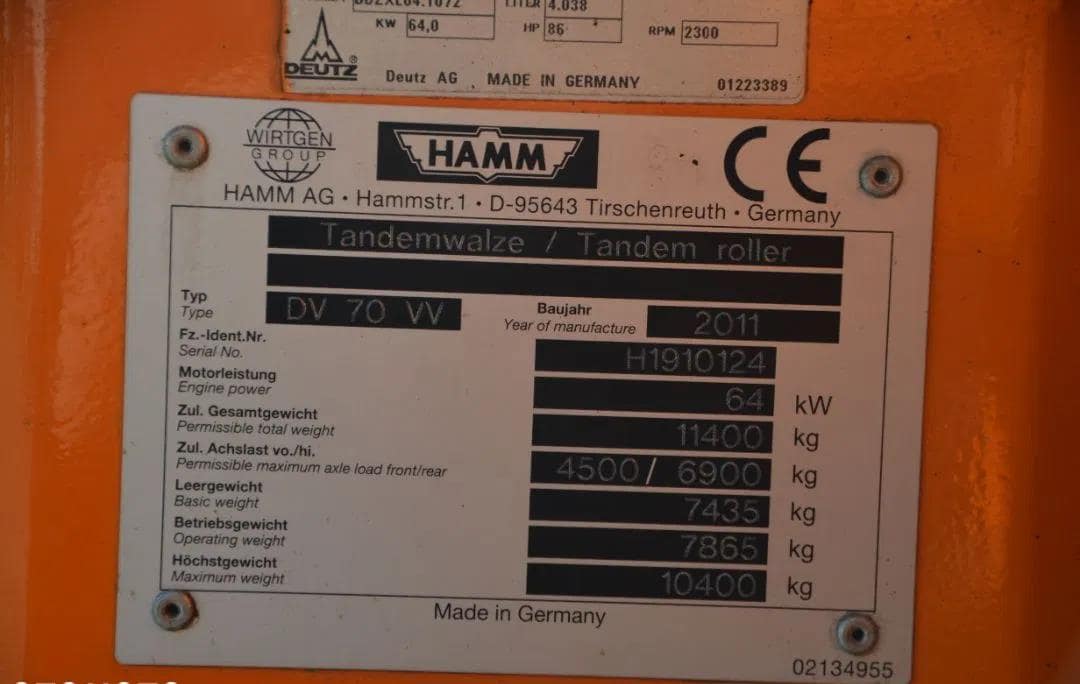 LITER 4.038
KW 64,0 HP 86 RPM 2300
DEUTZ ® Deutz AG MADE IN GERMANY 01223389
WIRTGEN GROUP HAMM CE
HAMM AG · Hammstr.1 · D-95643 Tirschenreuth · Germany
Tandemwalze / Tandem roller
Typ
Type
DV 70 VV
Baujahr
Year of manufacture
2011
Fz.-Ident.Nr.
Serial No.
H1910124
Motorleistung
Engine power
64 kW
Zul. Gesamtgewicht
Permissible total weight
11400 kg
Zul. Achslast vo./hi.
Permissible maximum axle load front/rear
4500 / 6900 kg
Leergewicht
Basic weight
7435 kg
Betriebsgewicht
Operating weight
7865 kg
Höchstgewicht
Maximum weight
10400 kg
Made in Germany
02134955